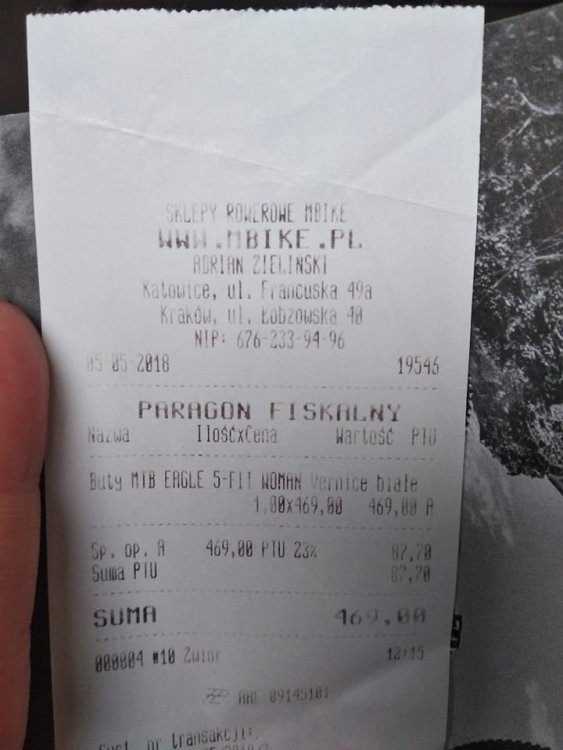 SKLEPY ROWEROWE MBIKE
WWW.MBIKE.PL
ADRIAN ZIELIŃSKI
Katowice, ul. Francuska 49a
Kraków, ul. Łobzowska 40
NIP: 676-233-94-96
05-05-2018 19546
PARAGON FISKALNY
Nazwa IlośćxCena Wartość PTU
Buty MTB EAGLE 5-FIT WOMAN Vernice białe
1,00x469,00 469,00 A
Sp. op. A 469,00 PTU 23% 87,70
Suma PTU 87,70
SUMA 469,00
000004 #10 12:15
09145101
nr transakcji: